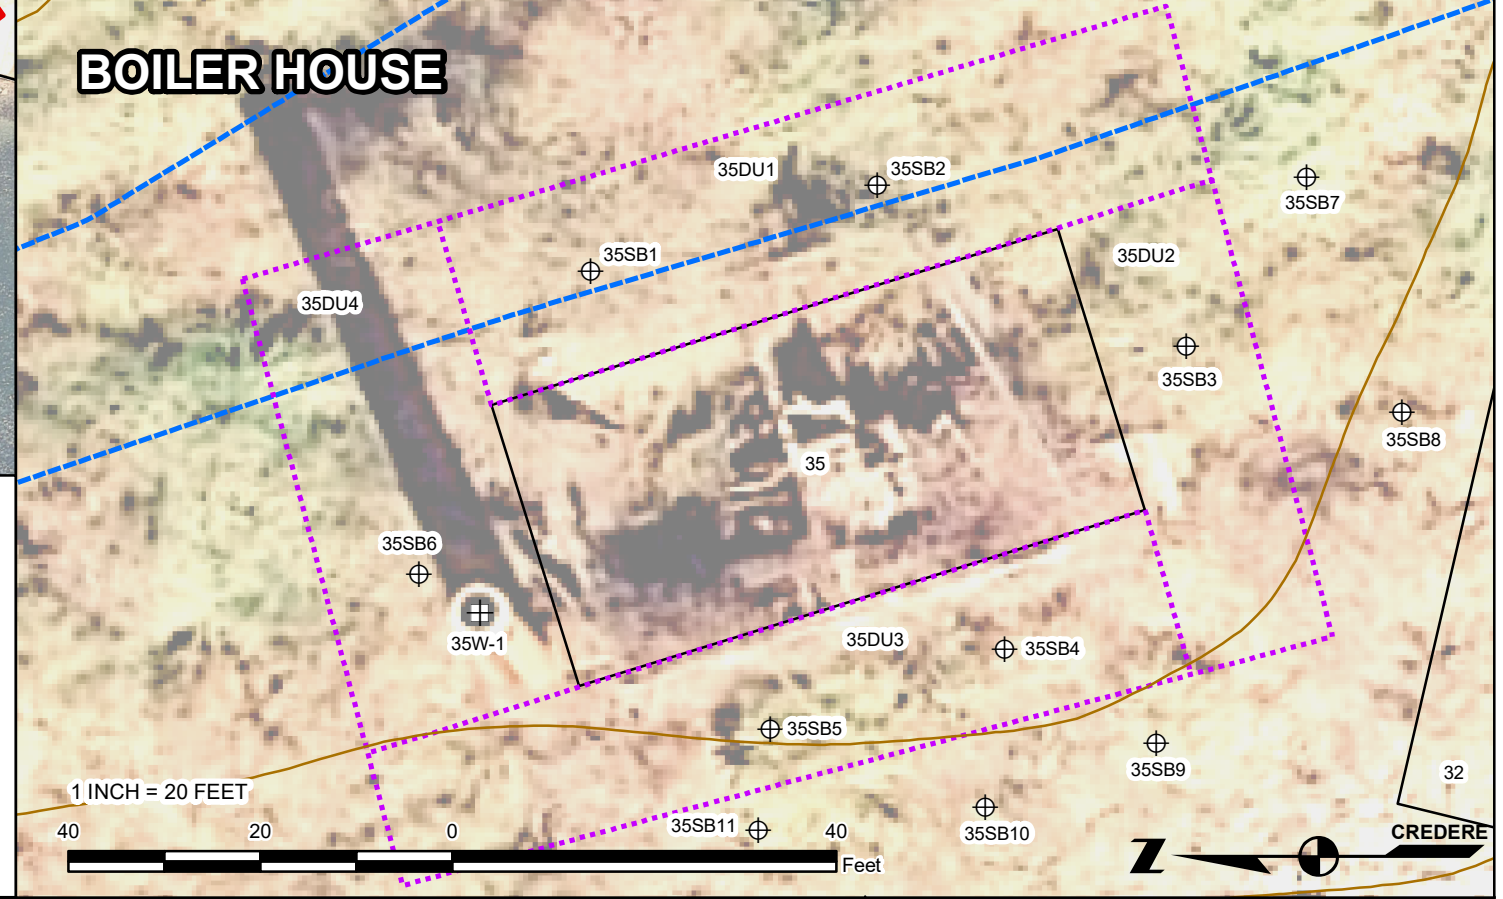 BOILER HOUSE
35DU1
35SB2
35SB7
35SB1
35DU2
35DU4
35SB3
35SB8
35
35SB6
35W-1
35DU3
35SB4
35SB5
35SB9
32
1 INCH = 20 FEET
35SB11
35SB10
40 20 0 40
Feet
CREDERE
Z